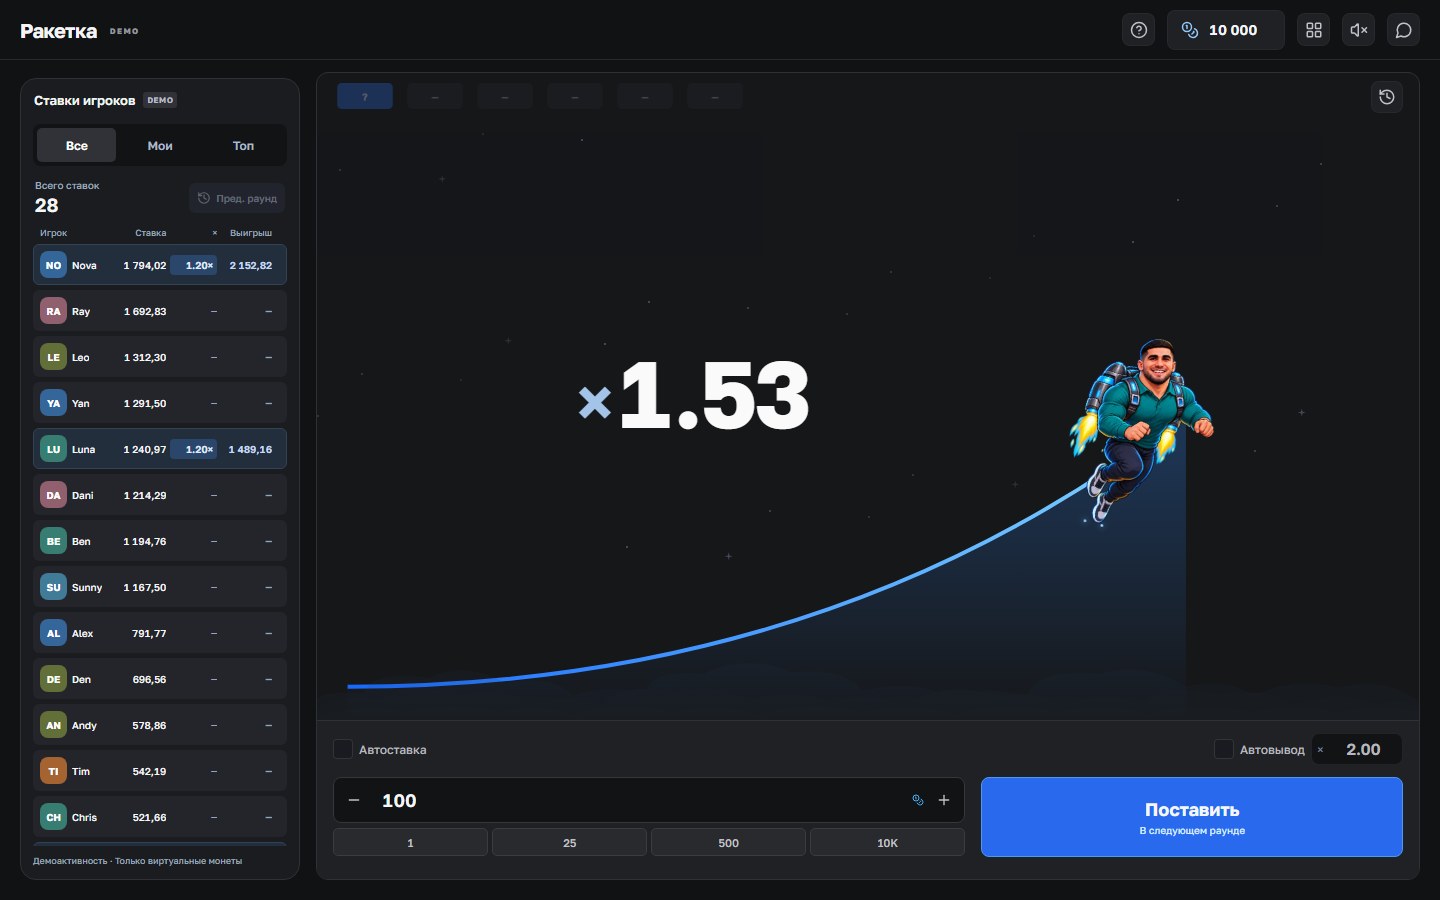 Ракетка DEMO
10 000
Ставки игроков DEMO
Все Мои Топ
Всего ставок
28
Пред. раунд
Игрок Ставка × Выигрыш
NO Nova 1 794,02 1.20× 2 152,82
RA Ray 1 692,83 – –
LE Leo 1 312,30 – –
YA Yan 1 291,50 – –
LU Luna 1 240,97 1.20× 1 489,16
DA Dani 1 214,29 – –
BE Ben 1 194,76 – –
SU Sunny 1 167,50 – –
AL Alex 791,77 – –
DE Den 696,56 – –
AN Andy 578,86 – –
TI Tim 542,19 – –
CH Chris 521,66 – –
Демоактивность · Только виртуальные монеты
? – – – – –
×1.53
Автоставка
Автовывод × 2.00
− 100 +
1 25 500 10K
Поставить
В следующем раунде